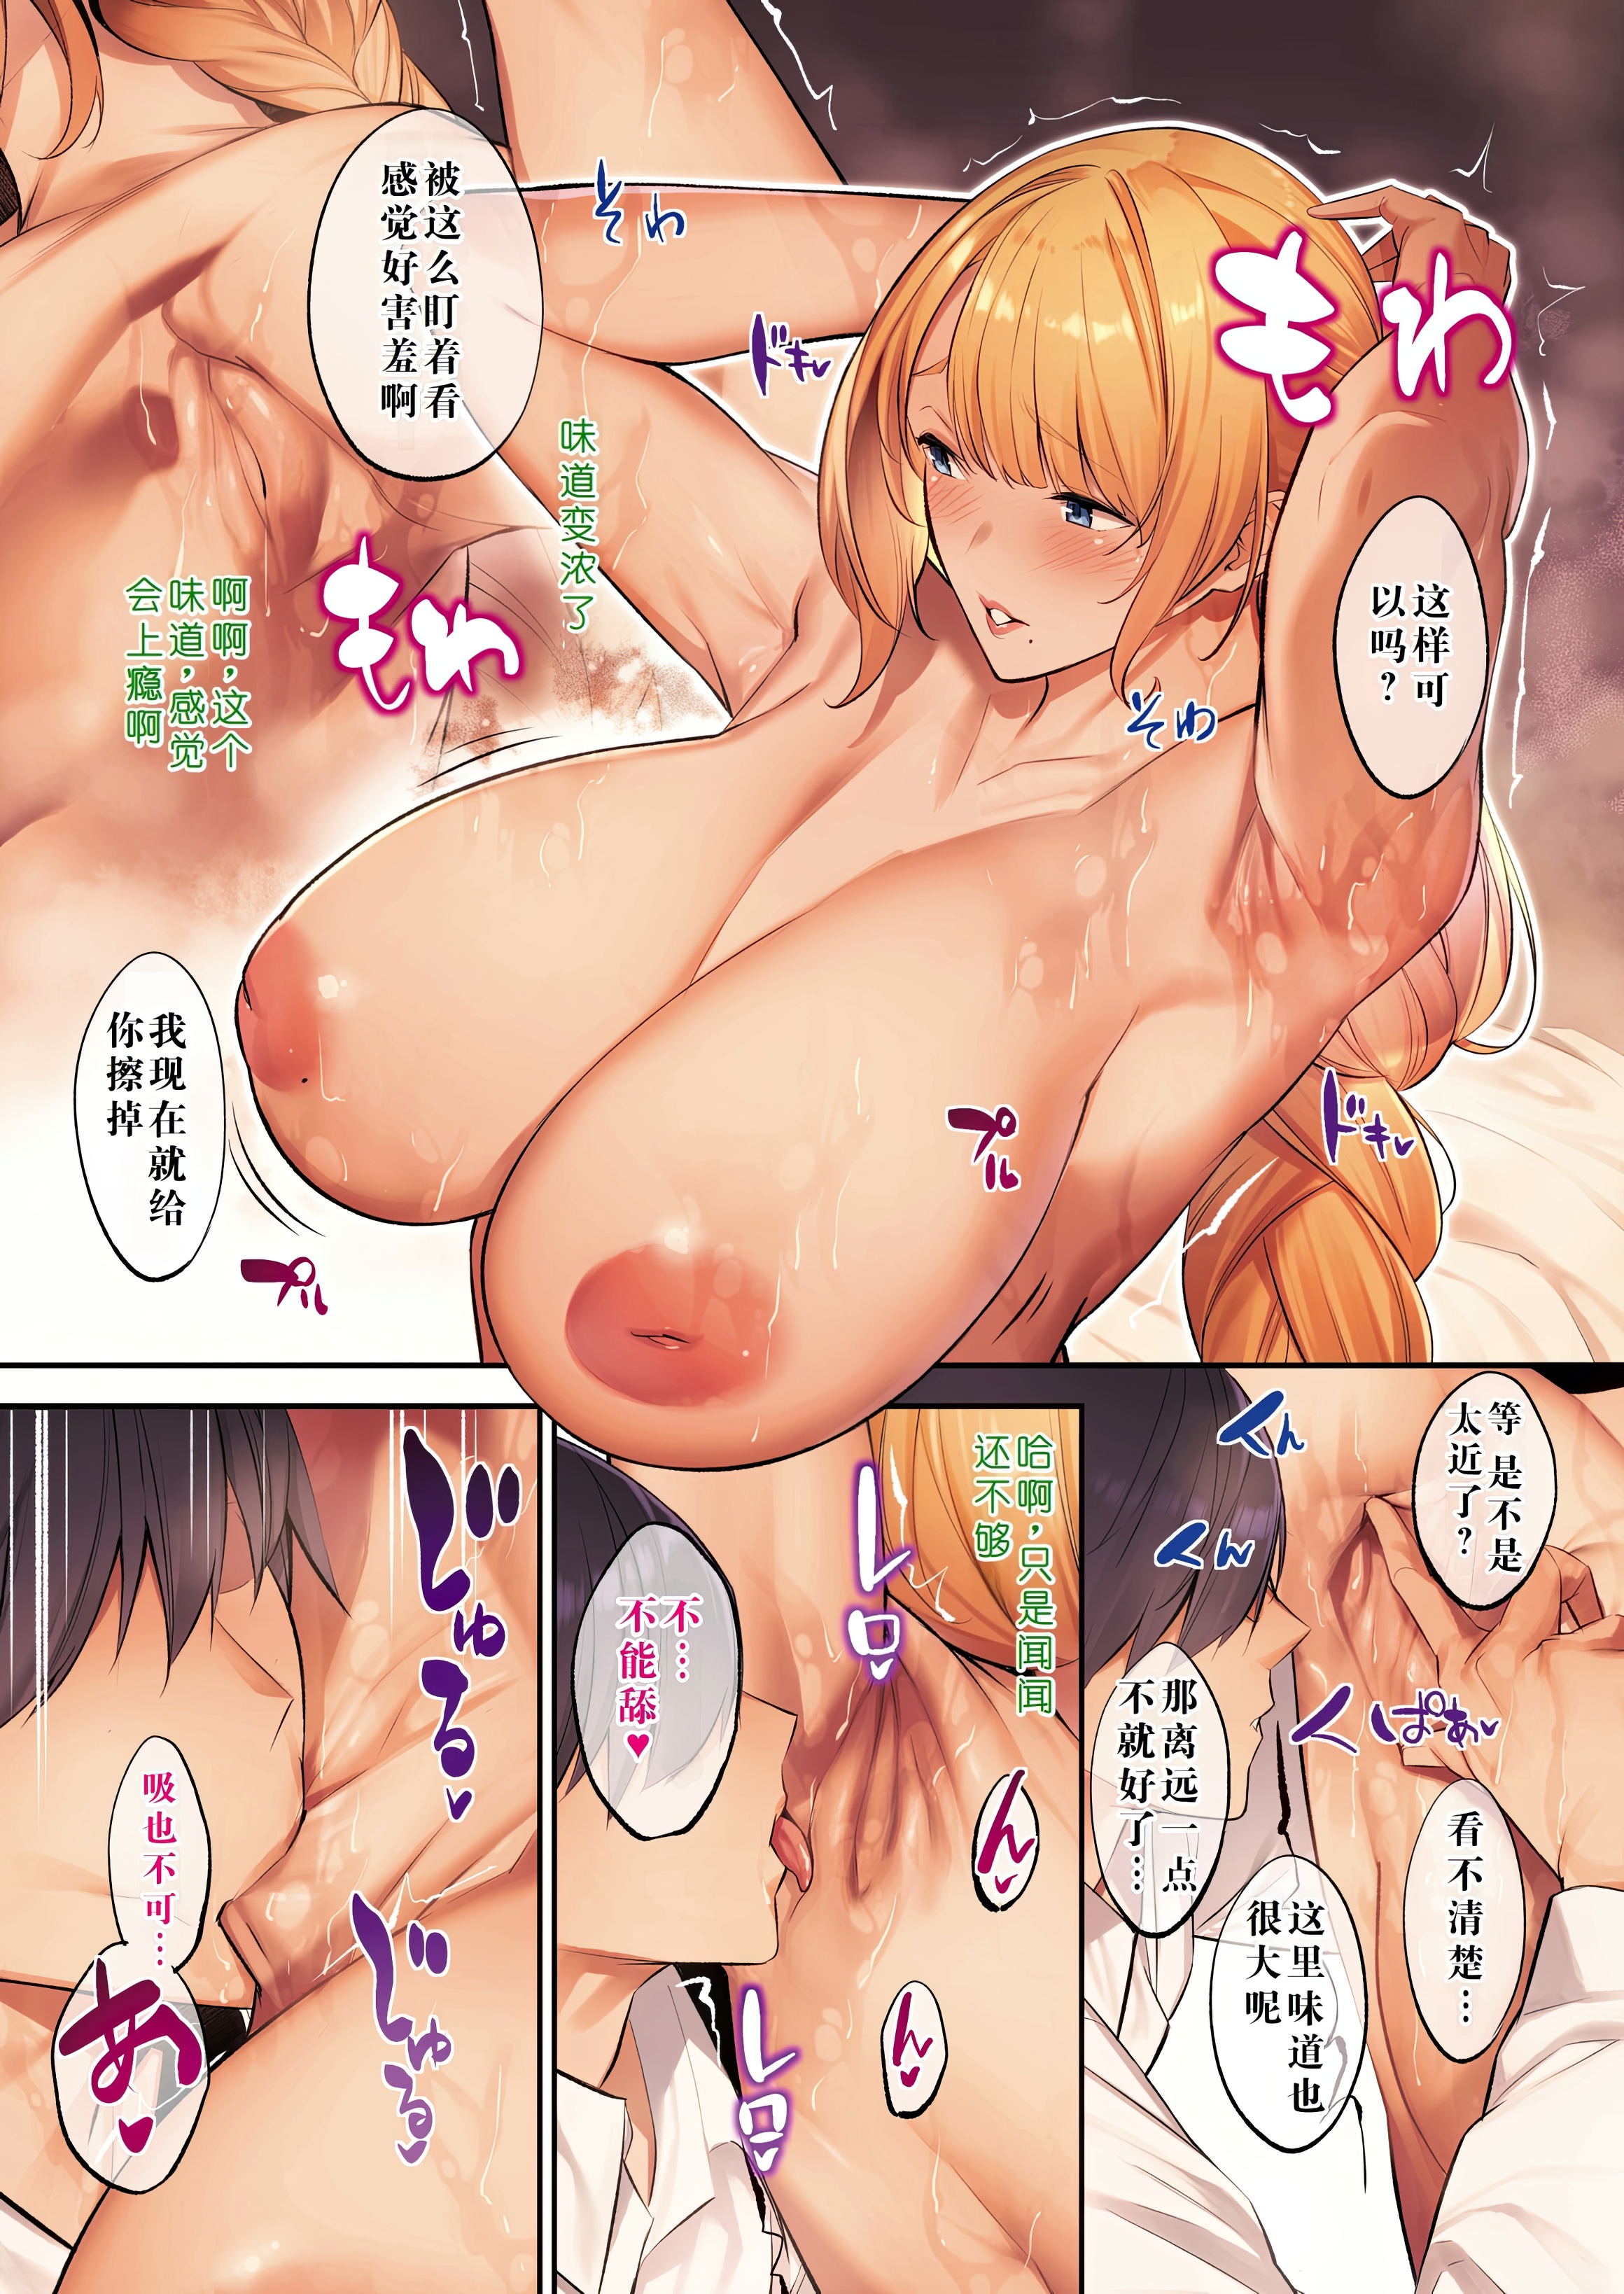 这样可
以吗？
もわ
そわ
ドキッ
被这么盯着看
感觉好害羞啊
味道变浓了
もわ
啊啊，这个
味道，感觉
会上瘾啊
そわ
ドキッ
プル
我现在就给
你擦掉
プル
等 是不是
太近了？
くん
くん
くぱぁ
看不清楚…
那离远一点
不就好了…
这里味道也
很大呢
哈啊，只是闻闻
还不够
レロ
不…
不能舔♥
ん
ん
レロ
じゅる
吸也不可…
あ
じゅる